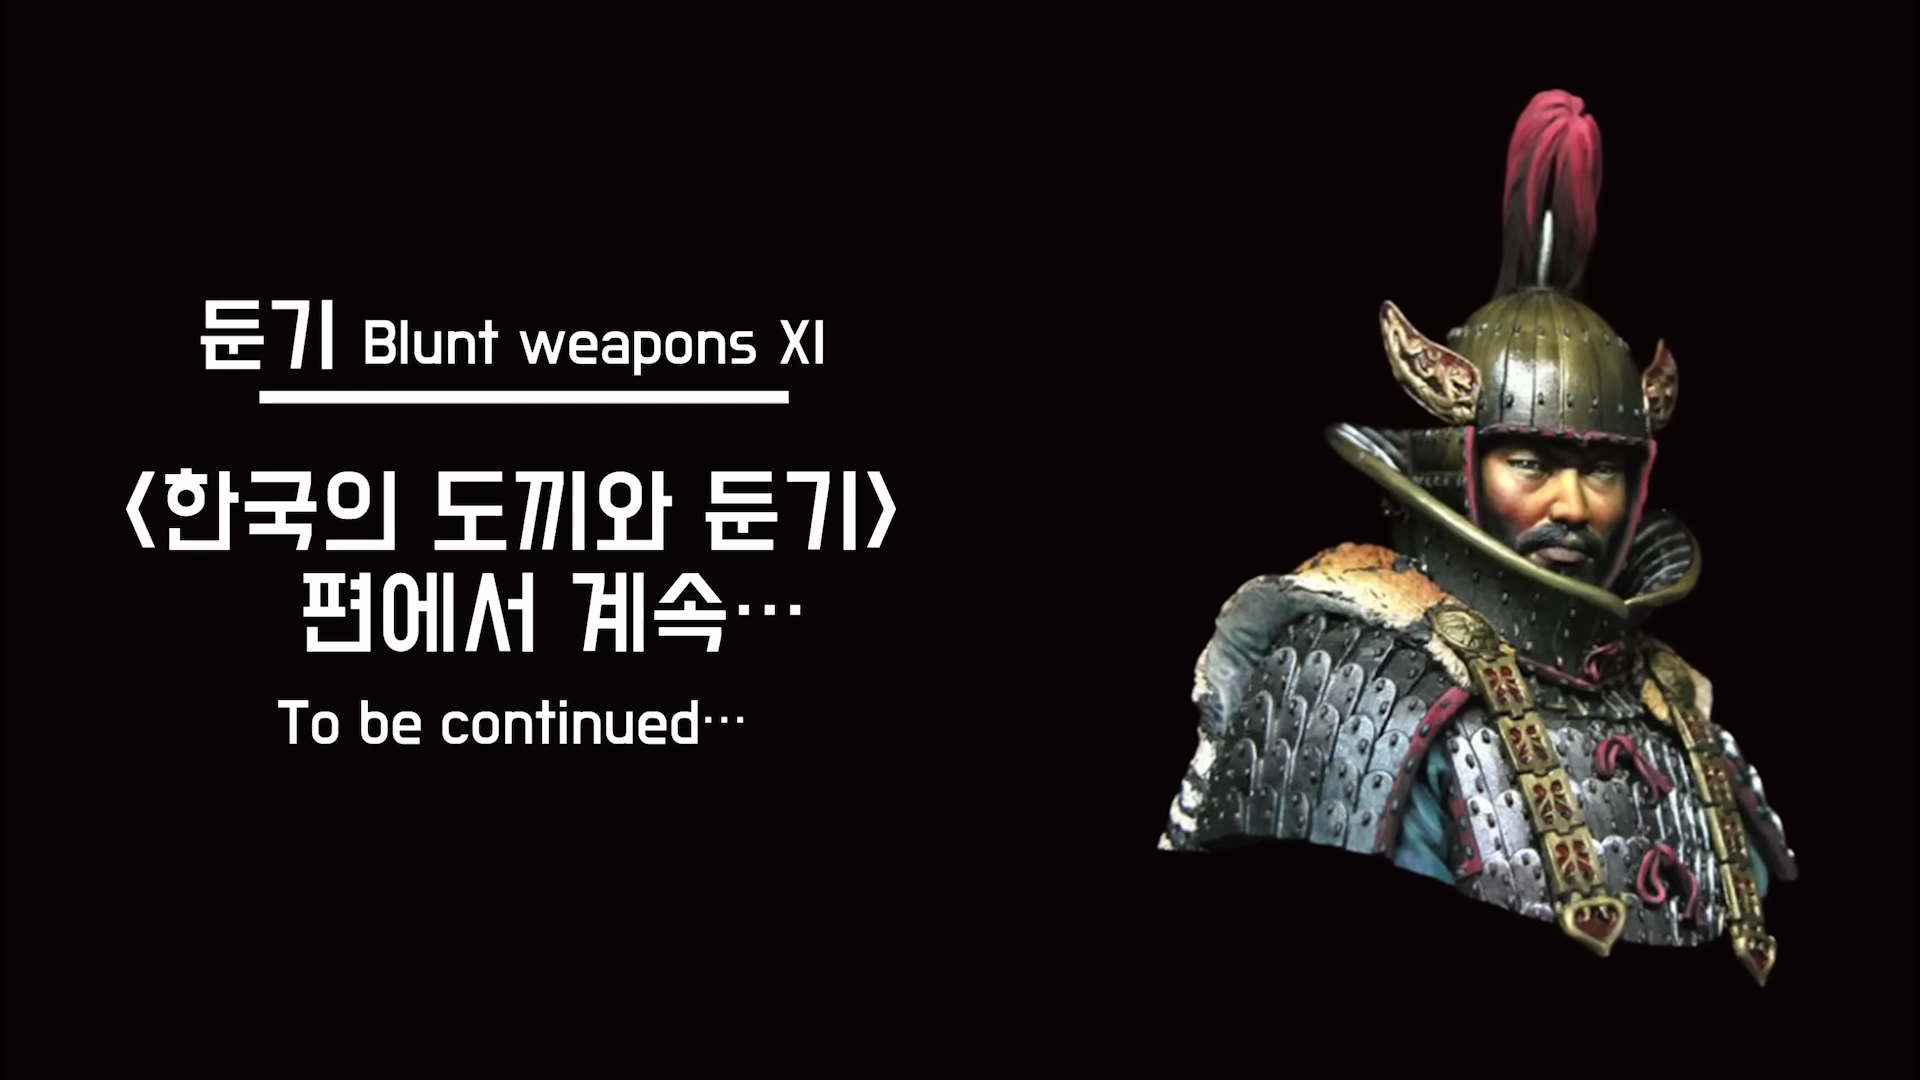 둔기 Blunt weapons XI
<한국의 도끼와 둔기>
편에서 계속…
To be continued…